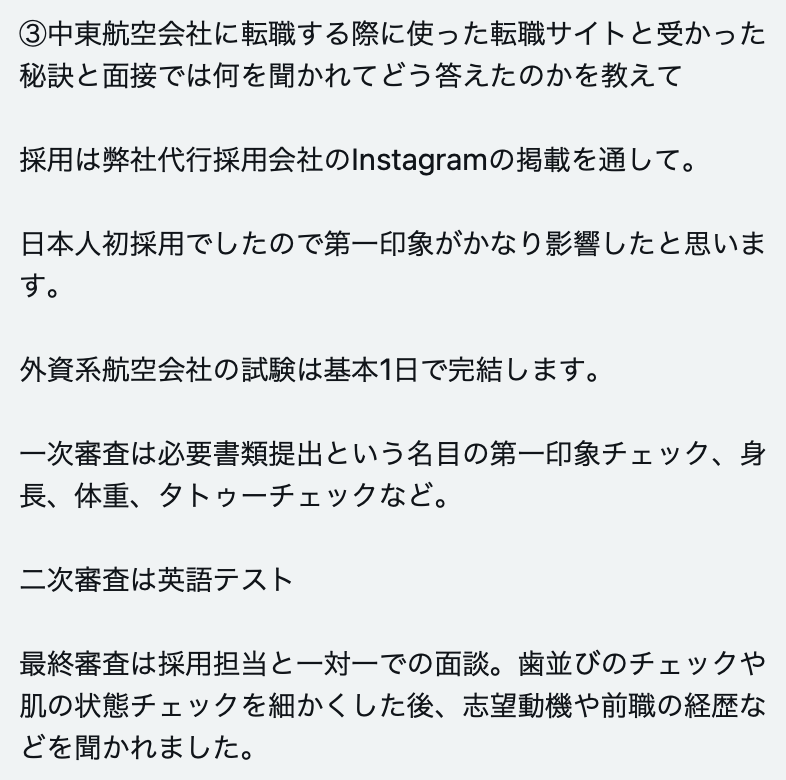 ③中東航空会社に転職する際に使った転職サイトと受かった
秘訣と面接では何を聞かれてどう答えたのかを教えて
採用は弊社代行採用会社のInstagramの掲載を通して。
日本人初採用でしたので第一印象がかなり影響したと思いま
す。
外資系航空会社の試験は基本1日で完結します。
一次審査は必要書類提出という名目の第一印象チェック、身
長、体重、タトゥーチェックなど。
二次審査は英語テスト
最終審査は採用担当と一対一での面談。歯並びのチェックや
肌の状態チェックを細かくした後、志望動機や前職の経歴な
どを聞かれました。